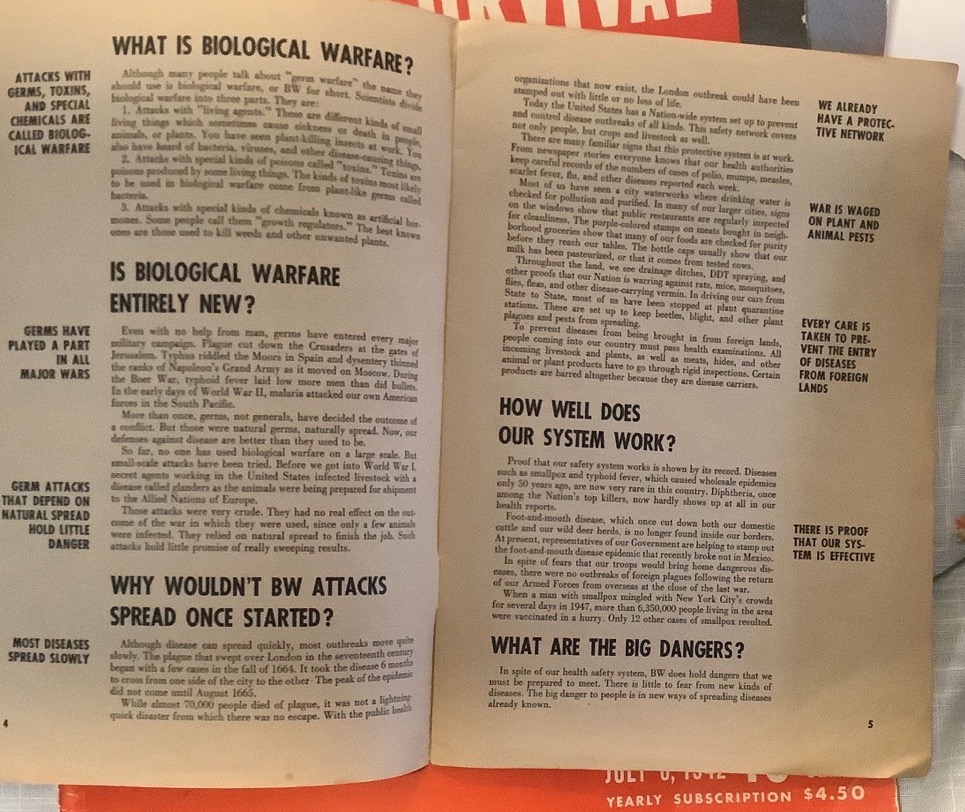 RVIVAL
WHAT IS BIOLOGICAL WARFARE?
ATTACKS WITH
GERMS, TOXINS,
AND SPECIAL
CHEMICALS ARE
CALLED BIOLOG-
ICAL WARFARE
Although many people talk about "germ warfare" the name they
should use is biological warfare, or BW for short. Scientists divide
biological warfare into three parts. They are:
1. Attacks with "living agents." These are different kinds of small
living things which sometimes cause sickness or death in people,
animals, or plants. You have seen plant-killing insects at work. You
also have heard of bacteria, viruses, and other disease-causing things.
2. Attacks with special kinds of poisons called "toxins." Toxins are
poisons produced by some living things. The kinds of toxins most likely
to be used in biological warfare come from plant-like germs called
bacteria.
3. Attacks with special kinds of chemicals known as artificial hor-
mones. Some people call them "growth regulators." The best known
ones are those used to kill weeds and other unwanted plants.
IS BIOLOGICAL WARFARE
ENTIRELY NEW?
GERMS HAVE
PLAYED A PART
IN ALL
MAJOR WARS
Even with no help from man, germs have entered every major
military campaign. Plague cut down the Crusaders at the gates of
Jerusalem. Typhus riddled the Moors in Spain and dysentery thinned
the ranks of Napoleon's Grand Army as it moved on Moscow. During
the Boer War, typhoid fever laid low more men than did bullets.
In the early days of World War II, malaria attacked our own American
forces in the South Pacific.
More than once, germs, not generals, have decided the outcome of
a conflict. But those were natural germs, naturally spread. Now, our
defenses against disease are better than they used to be.
So far, no one has used biological warfare on a large scale. But
small-scale attacks have been tried. Before we got into World War I,
secret agents working in the United States infected livestock with a
disease called glanders as the animals were being prepared for shipment
to the Allied Nations of Europe.
GERM ATTACKS
THAT DEPEND ON
NATURAL SPREAD
HOLD LITTLE
DANGER
Those attacks were very crude. They had no real effect on the out-
come of the war in which they were used, since only a few animals
were infected. They relied on natural spread to finish the job. Such
attacks hold little promise of really sweeping results.
WHY WOULDN'T BW ATTACKS
SPREAD ONCE STARTED?
MOST DISEASES
SPREAD SLOWLY
Although disease can spread quickly, most outbreaks move quite
slowly. The plague that swept over London in the seventeenth century
began with a few cases in the fall of 1664. It took the disease 6 months
to cross from one side of the city to the other. The peak of the epidemic
did not come until August 1665.
While almost 70,000 people died of plague, it was not a lightning-
quick disaster from which there was no escape. With the public health
4
organizations that now exist, the London outbreak could have been
stamped out with little or no loss of life.
Today the United States has a Nation-wide system set up to prevent
and control disease outbreaks of all kinds. This safety network covers
not only people, but crops and livestock as well.
There are many familiar signs that this protective system is at work.
From newspaper stories everyone knows that our health authorities
keep careful records of the numbers of cases of polio, mumps, measles,
scarlet fever, flu, and other diseases reported each week.
Most of us have seen a city waterworks where drinking water is
checked for pollution and purified. In many of our larger cities, signs
on the windows show that public restaurants are regularly inspected
for cleanliness. The purple-colored stamps on meats bought in neigh-
borhood groceries show that many of our foods are checked for purity
before they reach our tables. The bottle caps usually show that our
milk has been pasteurized, or that it comes from tested cows.
Throughout the land, we see drainage ditches, DDT spraying, and
other proofs that our Nation is warring against rats, mice, mosquitoes,
flies, fleas, and other disease-carrying vermin. In driving our cars from
State to State, most of us have been stopped at plant quarantine
stations. These are set up to keep beetles, blight, and other plant
plagues and pests from spreading.
To prevent diseases from being brought in from foreign lands,
people coming into our country must pass health examinations. All
incoming livestock and plants, as well as meats, hides, and other
animal or plant products have to go through rigid inspections. Certain
products are barred altogether because they are disease carriers.
WE ALREADY
HAVE A PROTEC-
TIVE NETWORK
WAR IS WAGED
ON PLANT AND
ANIMAL PESTS
EVERY CARE IS
TAKEN TO PRE-
VENT THE ENTRY
OF DISEASES
FROM FOREIGN
LANDS
HOW WELL DOES
OUR SYSTEM WORK?
Proof that our safety system works is shown by its record. Diseases
such as smallpox and typhoid fever, which caused wholesale epidemics
only 50 years ago, are now very rare in this country. Diphtheria, once
among the Nation's top killers, now hardly shows up at all in our
health reports.
Foot-and-mouth disease, which once cut down both our domestic
cattle and our wild deer herds, is no longer found inside our borders.
At present, representatives of our Government are helping to stamp out
the foot-and-mouth disease epidemic that recently broke out in Mexico.
In spite of fears that our troops would bring home dangerous dis-
eases, there were no outbreaks of foreign plagues following the return
of our Armed Forces from overseas at the close of the last war.
When a man with smallpox mingled with New York City's crowds
for several days in 1947, more than 6,350,000 people living in the area
were vaccinated in a hurry. Only 12 other cases of smallpox resulted.
THERE IS PROOF
THAT OUR SYS-
TEM IS EFFECTIVE
WHAT ARE THE BIG DANGERS?
In spite of our health safety system, BW does hold dangers that we
must be prepared to meet. There is little to fear from new kinds of
diseases. The big danger to people is in new ways of spreading diseases
already known.
5
JULY 6, 1942
YEARLY SUBSCRIPTION $4.50